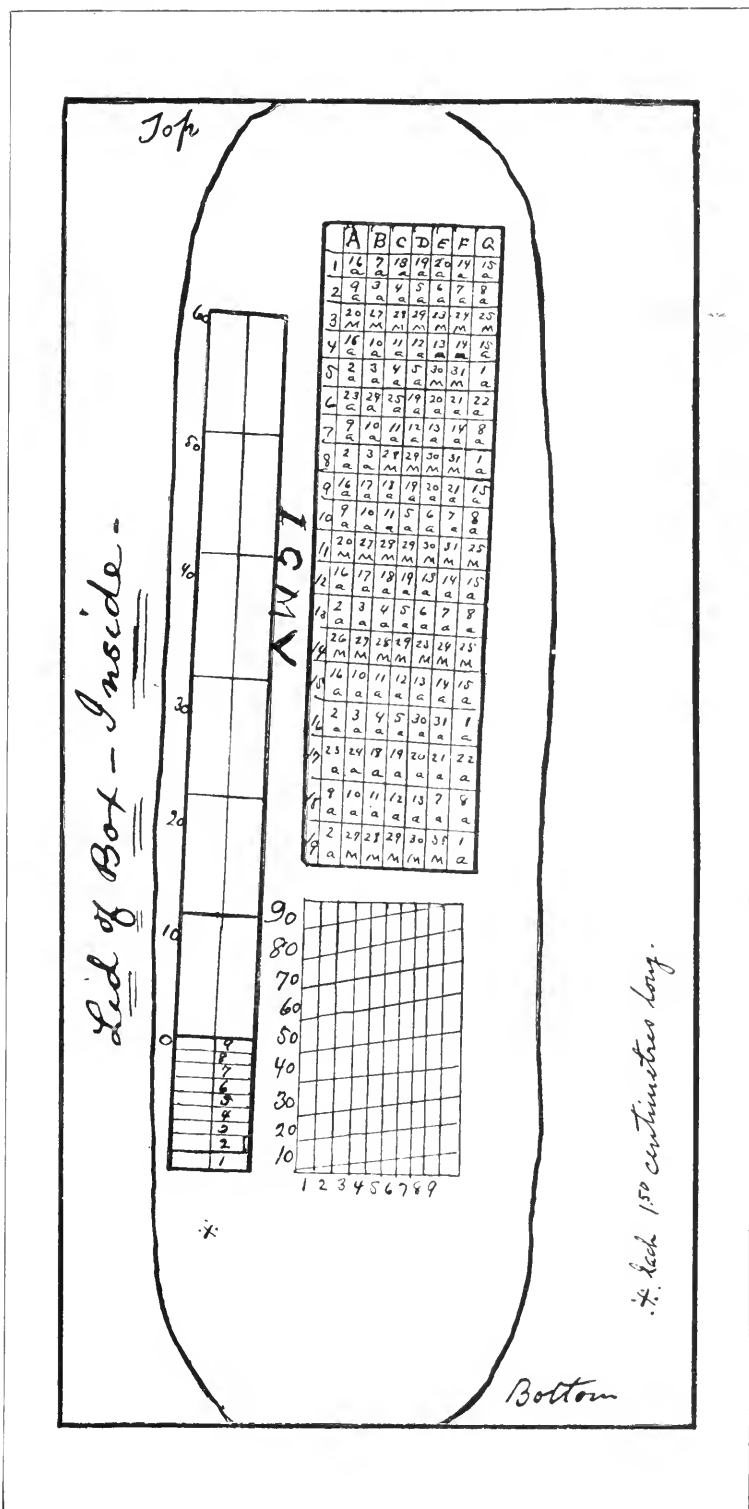 Top
Lid of Box - Inside -
60
50
40
30
20
10
0
9
8
7
6
5
4
3
2
1
ICMV
A B C D E F Q
1 16 7 18 19 20 14 15
a a a a a a a
2 9 3 4 5 6 7 8
a a a a a a a
3 20 27 28 29 23 24 25
M M M M M M M
4 16 10 11 12 13 14 15
a a a a a a a
5 2 3 4 5 30 31 1
a a a a M M a
6 23 24 25 19 20 21 22
a a a a a a a
7 9 10 11 12 13 14 8
a a a a a a a
8 2 3 28 29 30 31 1
a a M M M M a
9 16 17 18 19 20 21 15
a a a a a a a
10 9 10 11 5 6 7 8
a a a a a a a
11 20 27 28 29 30 31 25
M M M M M M M
12 16 17 18 19 13 14 15
a a a a a a a
13 2 3 4 5 6 7 8
a a a a a a a
14 26 27 28 29 23 24 25
M M M M M M M
15 16 10 11 12 13 14 15
a a a a a a a
16 2 3 4 5 30 31 1
a a a a a a a
17 23 24 18 19 20 21 22
a a a a a a a
18 9 10 11 12 13 7 8
a a a a a a a
19 2 27 28 29 30 31 1
a M M M M M a
90
80
70
60
50
40
30
20
10
1 2 3 4 5 6 7 8 9
Each 1.50 centimetres long.
Bottom